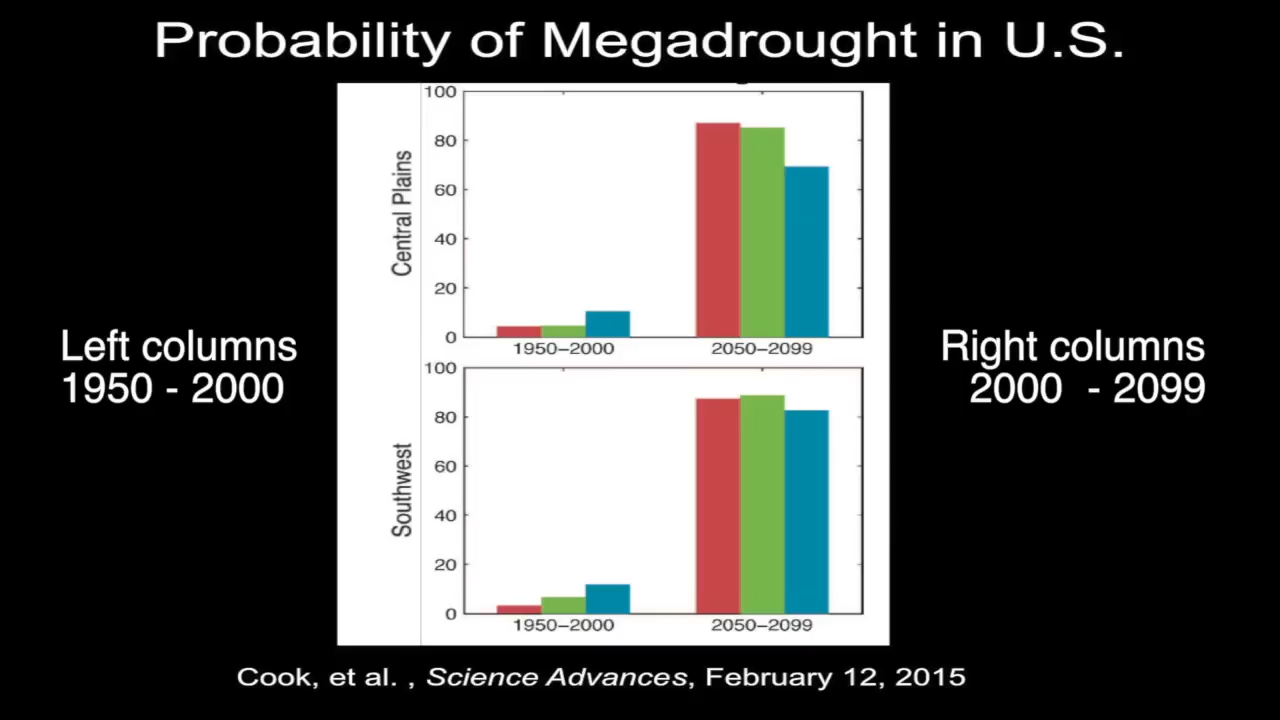 Probability of Megadrought in U.S.
100
80
60
40
20
0
Central Plains
1950–2000
2050–2099
Left columns
1950 - 2000
Right columns
2000 - 2099
100
80
60
40
20
0
Southwest
1950–2000
2050–2099
Cook, et al. , Science Advances, February 12, 2015